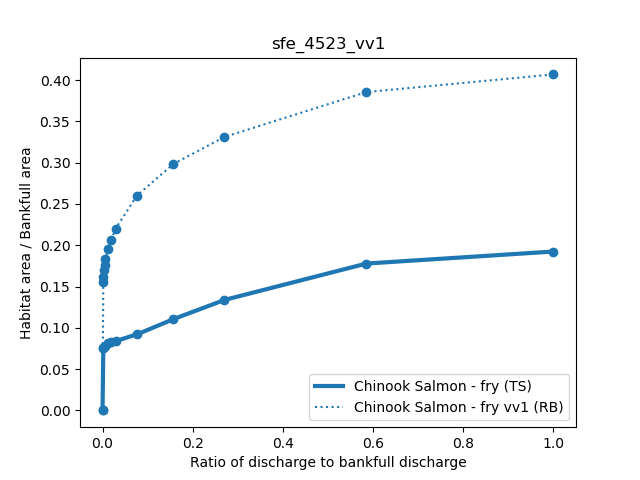 sfe_4523_vv1
Habitat area / Bankfull area
0.40
0.35
0.30
0.25
0.20
0.15
0.10
0.05
0.00
Chinook Salmon - fry (TS)
Chinook Salmon - fry vv1 (RB)
0.0 0.2 0.4 0.6 0.8 1.0
Ratio of discharge to bankfull discharge